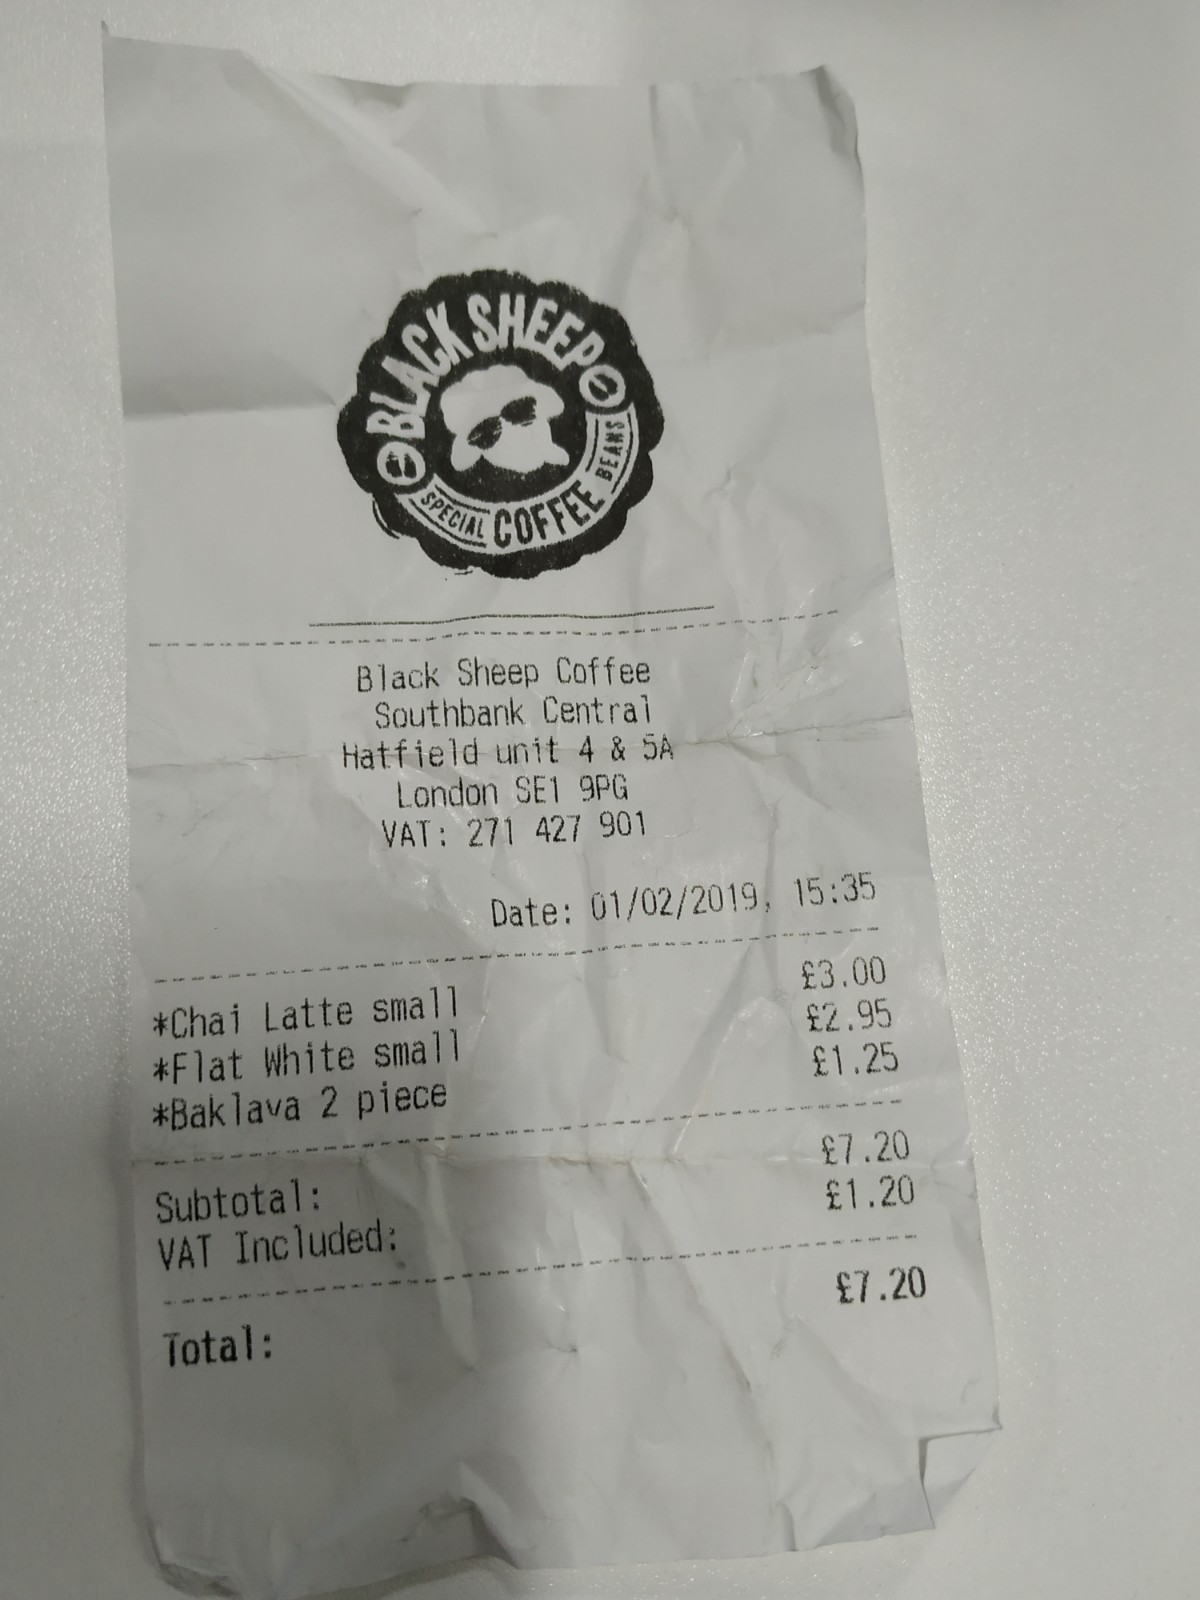 BLACK SHEEP
SPECIAL COFFEE BEANS
Black Sheep Coffee
Southbank Central
Hatfield unit 4 & 5A
London SE1 9PG
VAT: 271 427 901
Date: 01/02/2019, 15:35
*Chai Latte small £3.00
*Flat White small £2.95
*Baklava 2 piece £1.25
Subtotal: £7.20
VAT Included: £1.20
Total: £7.20